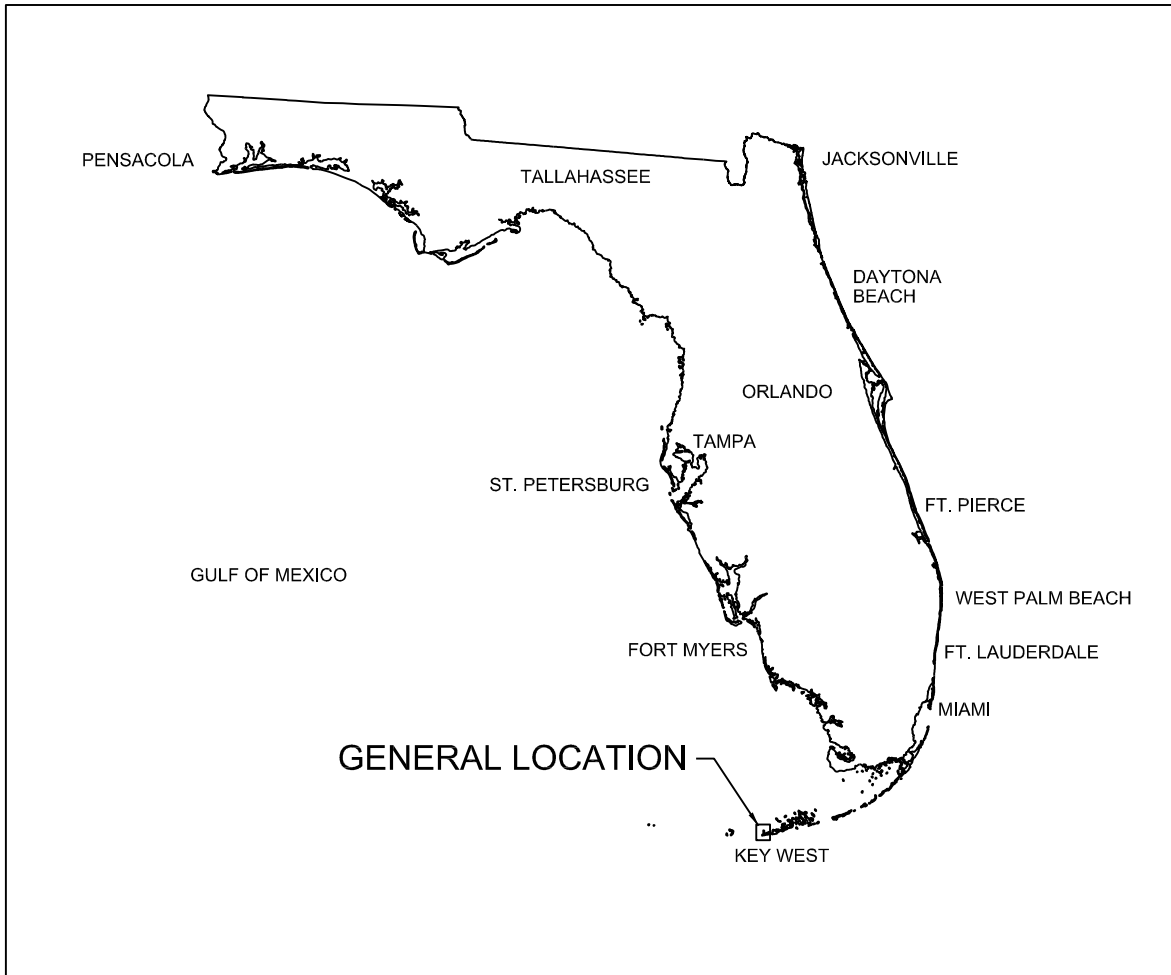 PENSACOLA
JACKSONVILLE
TALLAHASSEE
DAYTONA
BEACH
ORLANDO
TAMPA
ST. PETERSBURG
FT. PIERCE
GULF OF MEXICO
WEST PALM BEACH
FORT MYERS
FT. LAUDERDALE
MIAMI
GENERAL LOCATION
KEY WEST